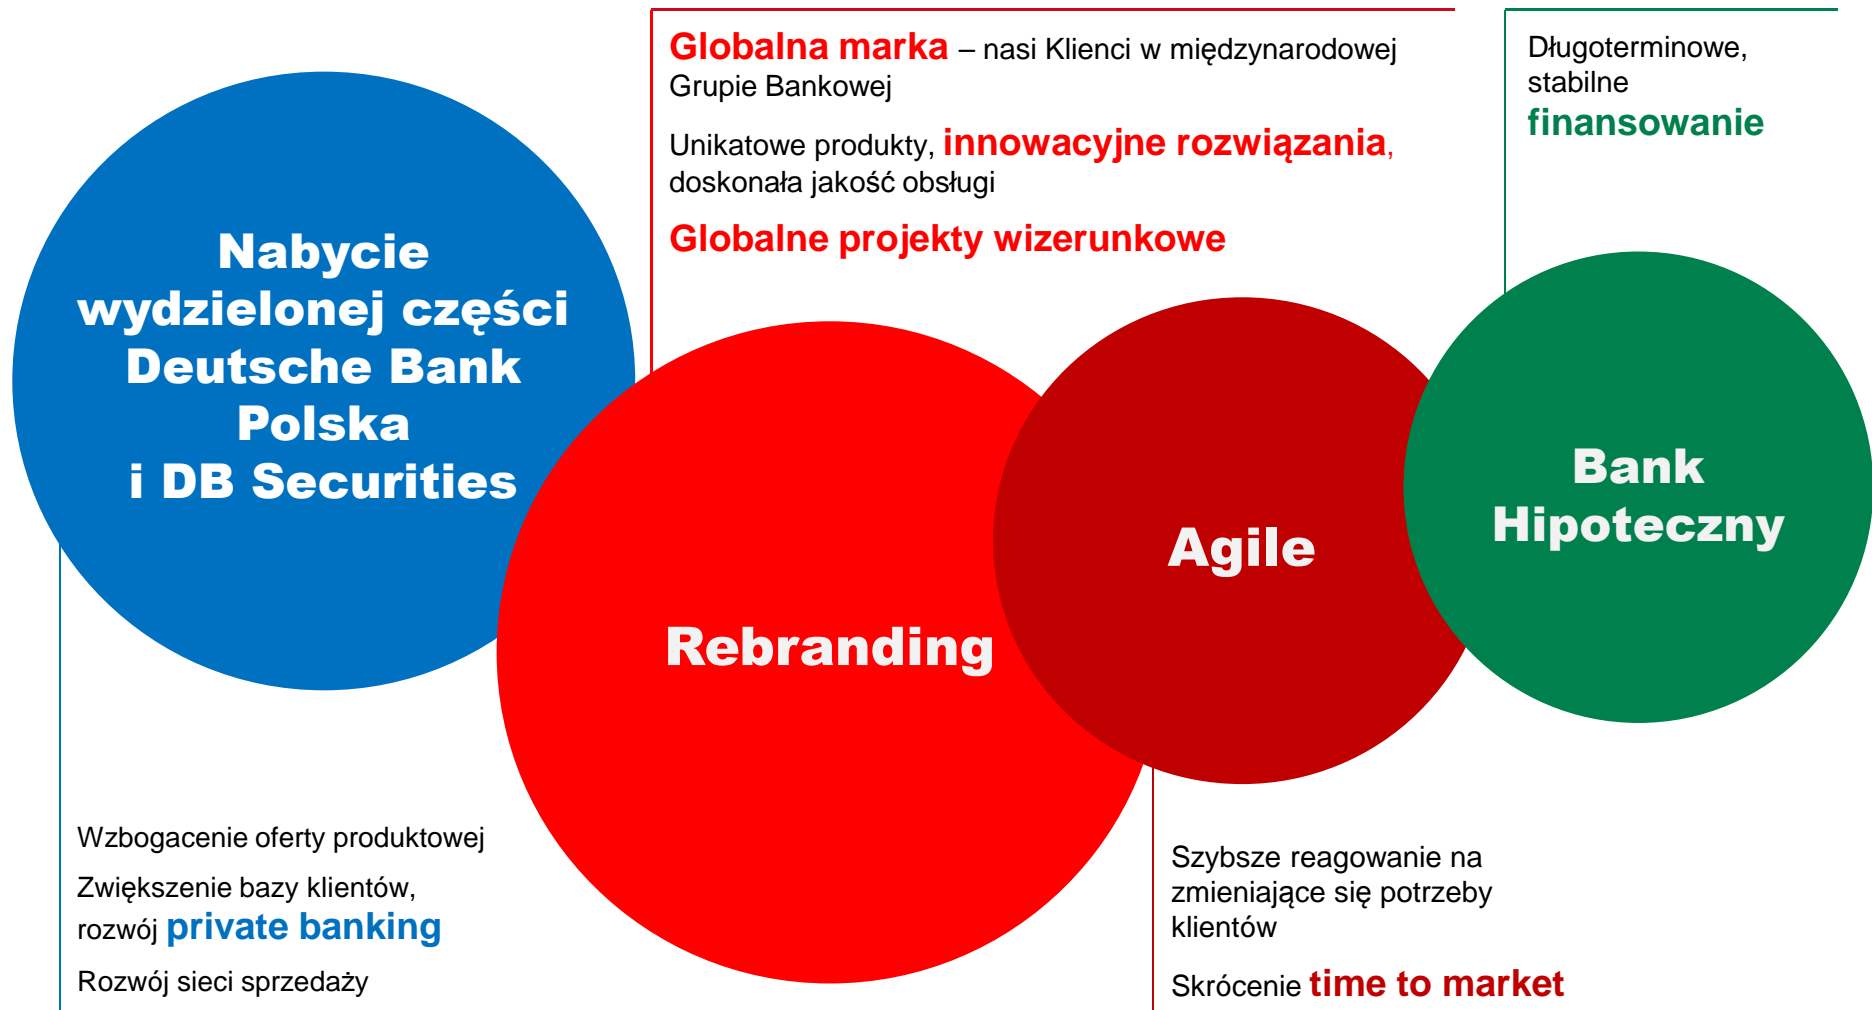 Globalna marka – nasi Klienci w międzynarodowej
Grupie Bankowej
Unikatowe produkty, innowacyjne rozwiązania,
doskonała jakość obsługi
Globalne projekty wizerunkowe
Długoterminowe,
stabilne
finansowanie
Nabycie
wydzielonej części
Deutsche Bank
Polska
i DB Securities
Rebranding
Agile
Bank
Hipoteczny
Wzbogacenie oferty produktowej
Zwiększenie bazy klientów,
rozwój private banking
Rozwój sieci sprzedaży
Szybsze reagowanie na
zmieniające się potrzeby
klientów
Skrócenie time to market